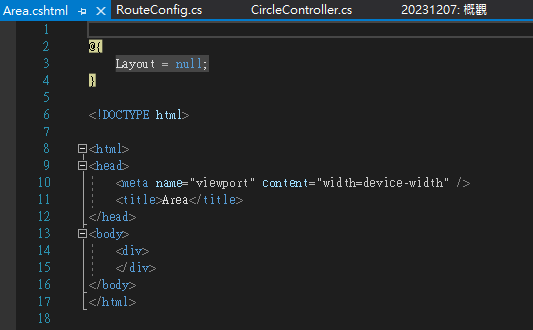 Area.cshtml RouteConfig.cs CircleController.cs 20231207: 概觀
1
2 @{
3 Layout = null;
4 }
5
6 <!DOCTYPE html>
7
8 <html>
9 <head>
10 <meta name="viewport" content="width=device-width" />
11 <title>Area</title>
12 </head>
13 <body>
14 <div>
15 </div>
16 </body>
17 </html>
18